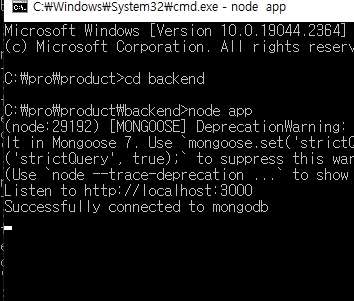 C:₩Windows₩System32₩cmd.exe - node  app
Microsoft Windows [Version 10.0.19044.2364]
(c) Microsoft Corporation. All rights reserv
C:₩pro₩product>cd backend
C:₩pro₩product₩backend>node app
(node:29192) [MONGOOSE] DeprecationWarning:
lt in Mongoose 7. Use `mongoose.set('strictQ
('strictQuery', true);` to suppress this war
(Use `node --trace-deprecation ...` to show
Listen to http://localhost:3000
Successfully connected to mongodb